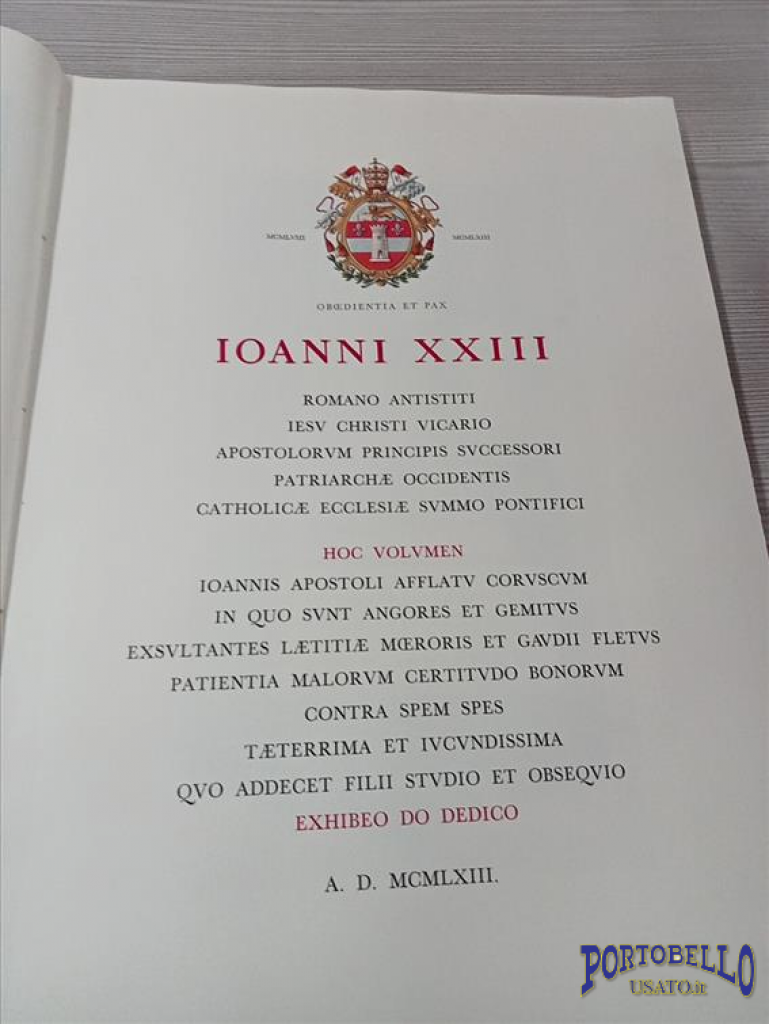 MCMLVIII MCMLXIII
OBŒDIENTIA ET PAX
IOANNI XXIII
ROMANO ANTISTITI
IESV CHRISTI VICARIO
APOSTOLORVM PRINCIPIS SVCCESSORI
PATRIARCHÆ OCCIDENTIS
CATHOLICÆ ECCLESIÆ SVMMO PONTIFICI
HOC VOLVMEN
IOANNIS APOSTOLI AFFLATV CORVSCVM
IN QVO SVNT ANGORES ET GEMITVS
EXSVLTANTES LÆTITIÆ MŒRORIS ET GAVDII FLETVS
PATIENTIA MALORVM CERTITVDO BONORVM
CONTRA SPEM SPES
TÆTERRIMA ET IVCVNDISSIMA
QVO ADDECET FILII STVDIO ET OBSEQVIO
EXHIBEO DO DEDICO
A. D. MCMLXIII.
PORTOBELLO
USATO.it